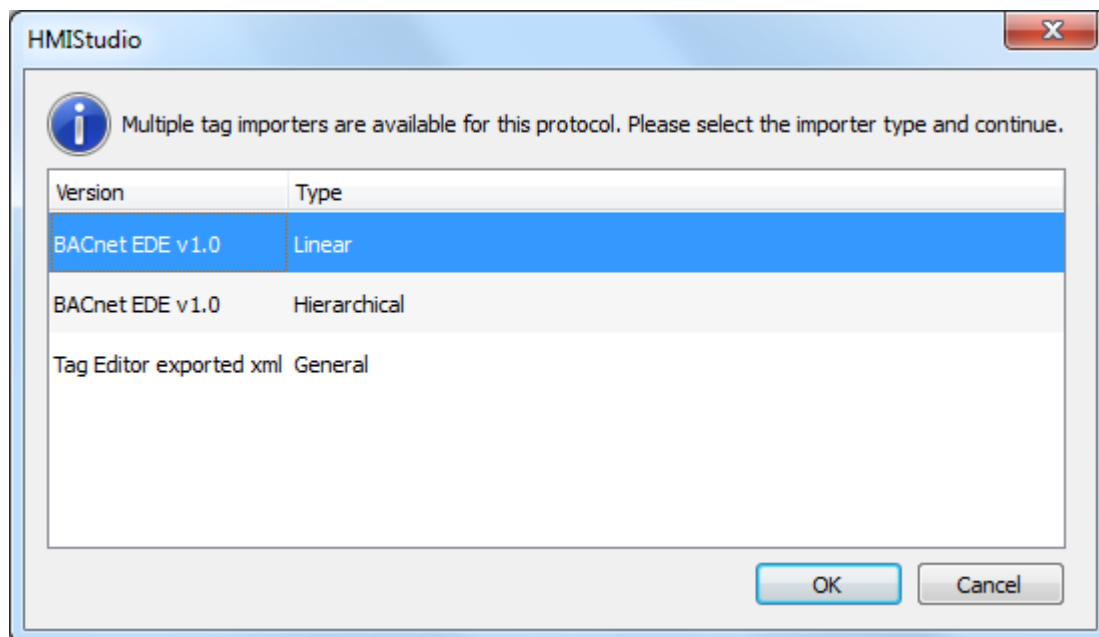 HMIStudio
Multiple tag importers are available for this protocol. Please select the importer type and continue.
Version Type
BACnet EDE v1.0 Linear
BACnet EDE v1.0 Hierarchical
Tag Editor exported xml General
OK Cancel